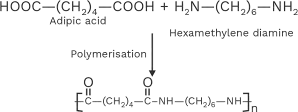 HOOC—(CH₂)₄—COOH + H₂N—(CH₂)₆—NH₂
Adipic acid
Hexamethylene diamine
Polymerisation
O O
[C—(CH₂)₄—C—NH—(CH₂)₆—NH]n